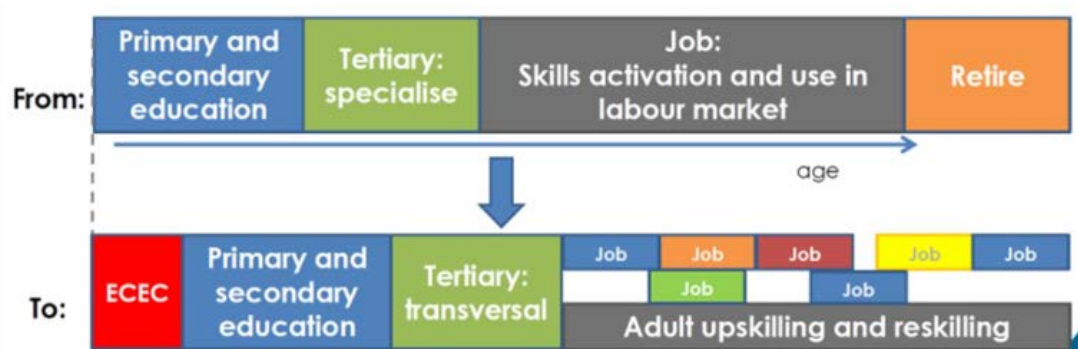 From:
Primary and
secondary
education
Tertiary:
specialise
Job:
Skills activation and use in
labour market
Retire
age
To:
ECEC
Primary and
secondary
education
Tertiary:
transversal
Job
Job
Job
Job
Job
Job
Job
Adult upskilling and reskilling